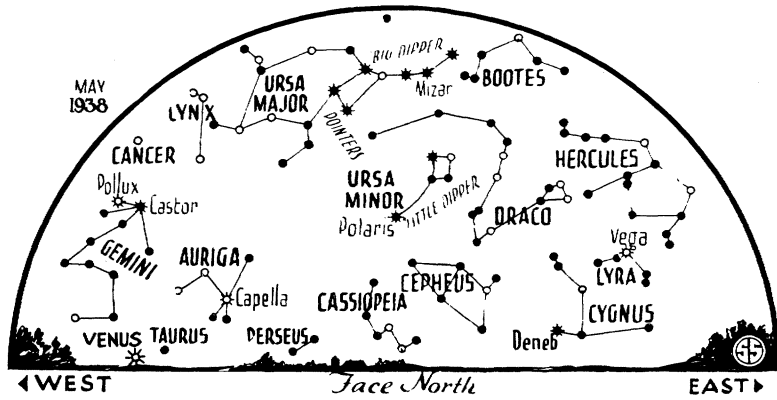 BIG DIPPER
Mizar
BOOTES
MAY
1938
URSA
MAJOR
LYNX
POINTERS
CANCER
HERCULES
Pollux
Castor
URSA
MINOR
Polaris
LITTLE DIPPER
DRACO
GEMINI
AURIGA
Capella
CASSIOPEIA
CEPHEUS
Vega
LYRA
CYGNUS
Deneb
VENUS
TAURUS
PERSEUS
WEST
Face North
EAST